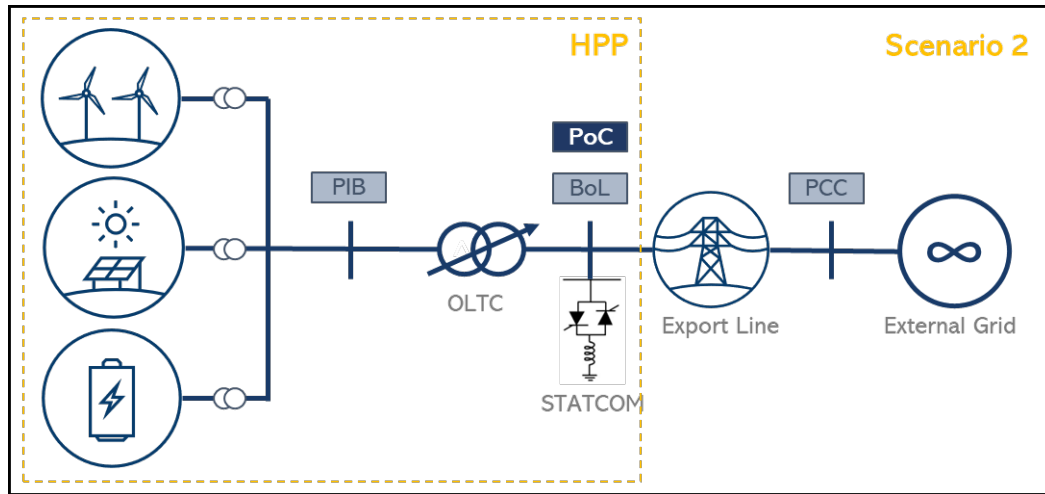 HPP
Scenario 2
PoC
PIB
BoL
PCC
OLTC
Export Line
External Grid
STATCOM